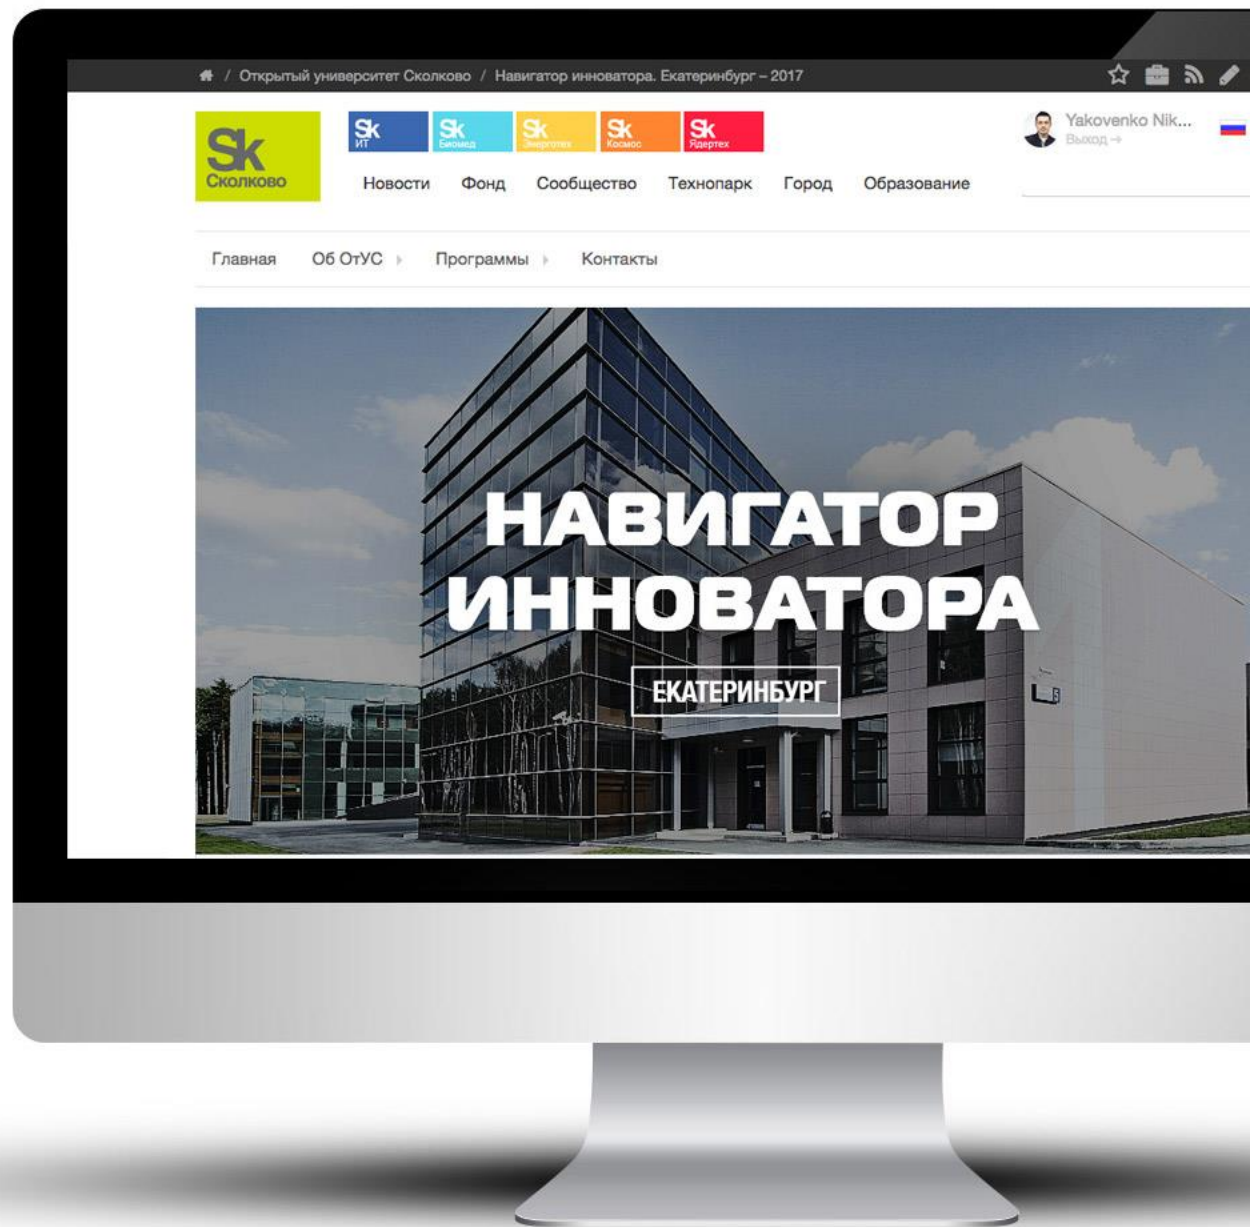 / Открытый университет Сколково / Навигатор инноватора. Екатеринбург – 2017
Sk
Сколково
Sk
ИТ
Sk
Биомед
Sk
Энерготех
Sk
Космос
Sk
Ядертех
Yakovenko Nik...
Выход →
Новости Фонд Сообщество Технопарк Город Образование
Главная Об ОтУС Программы Контакты
НАВИГАТОР
ИННОВАТОРА
ЕКАТЕРИНБУРГ
5